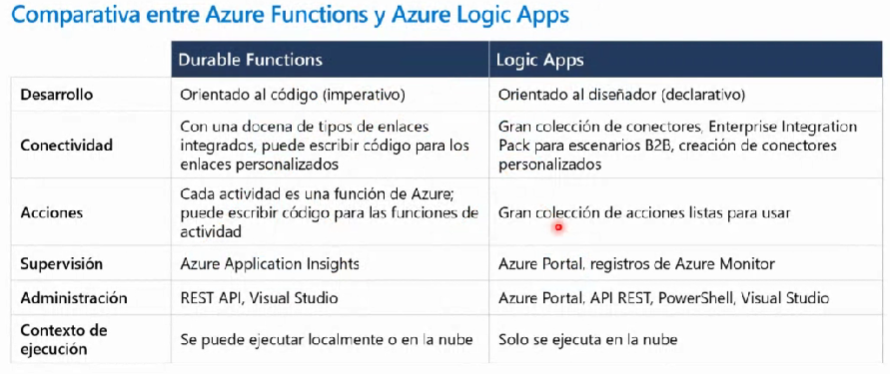 Comparativa entre Azure Functions y Azure Logic Apps
Durable Functions
Logic Apps
Desarrollo
Orientado al código (imperativo)
Orientado al diseñador (declarativo)
Conectividad
Con una docena de tipos de enlaces
integrados, puede escribir código para los
enlaces personalizados
Gran colección de conectores, Enterprise Integration
Pack para escenarios B2B, creación de conectores
personalizados
Acciones
Cada actividad es una función de Azure;
puede escribir código para las funciones de
actividad
Gran colección de acciones listas para usar
Supervisión
Azure Application Insights
Azure Portal, registros de Azure Monitor
Administración
REST API, Visual Studio
Azure Portal, API REST, PowerShell, Visual Studio
Contexto de
ejecución
Se puede ejecutar localmente o en la nube
Solo se ejecuta en la nube